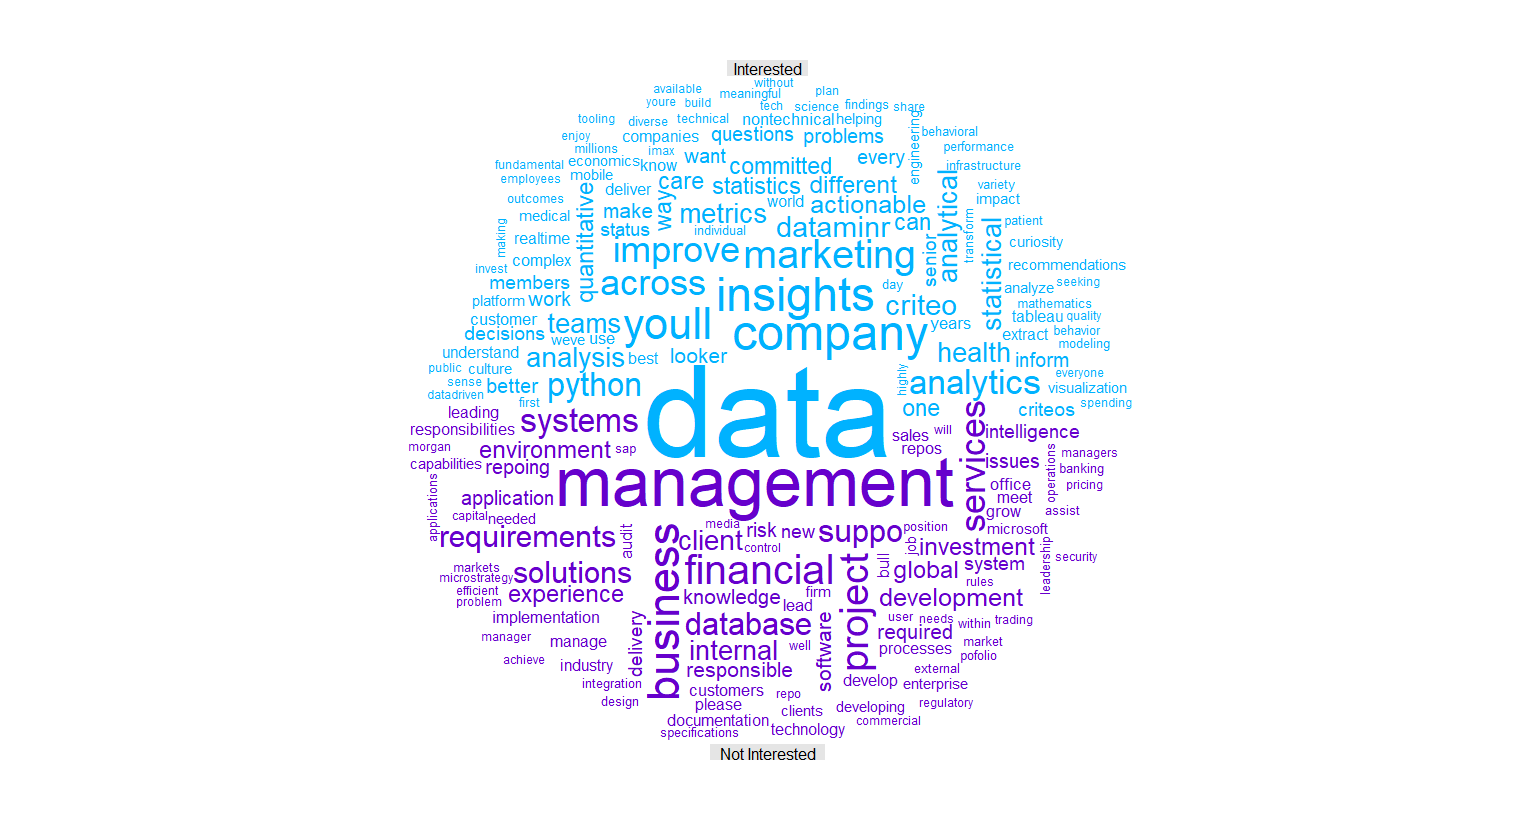 Interested
without
available meaningful plan
youre build tech science findings share
tooling diverse technical nontechnical helping engineering
enjoy companies questions problems behavioral
millions imax want committed every performance
fundamental economics know infrastructure
employees mobile care statistics different analytical variety
outcomes deliver quantitative way world actionable impact
medical make metrics dataminr can transform patient
making realtime status individual senior statistical curiosity
complex improve marketing recommendations
invest members across insights day analyze seeking
platform work criteo mathematics
customer teams youll company years tableau quality
decisions weve use extract behavior modeling
understand analysis best looker health inform
public culture highly everyone
sense better python analytics visualization
datadriven first data one criteos spending
leading systems
responsibilities sales will services intelligence
morgan environment sap repos managers
capabilities repoing issues operations banking
applications application management office meet pricing
capital needed grow assist
requirements audit media risk new suppo position microsoft
business client control job investment leadership security
markets solutions financial project bull global system
microstrategy rules
efficient experience knowledge firm development
problem lead
implementation database user needs within trading
manager manage delivery internal well software required processes market
achieve industry responsible external pofolio
integration customers repo develop enterprise
design please clients developing regulatory
documentation commercial
specifications technology
Not Interested